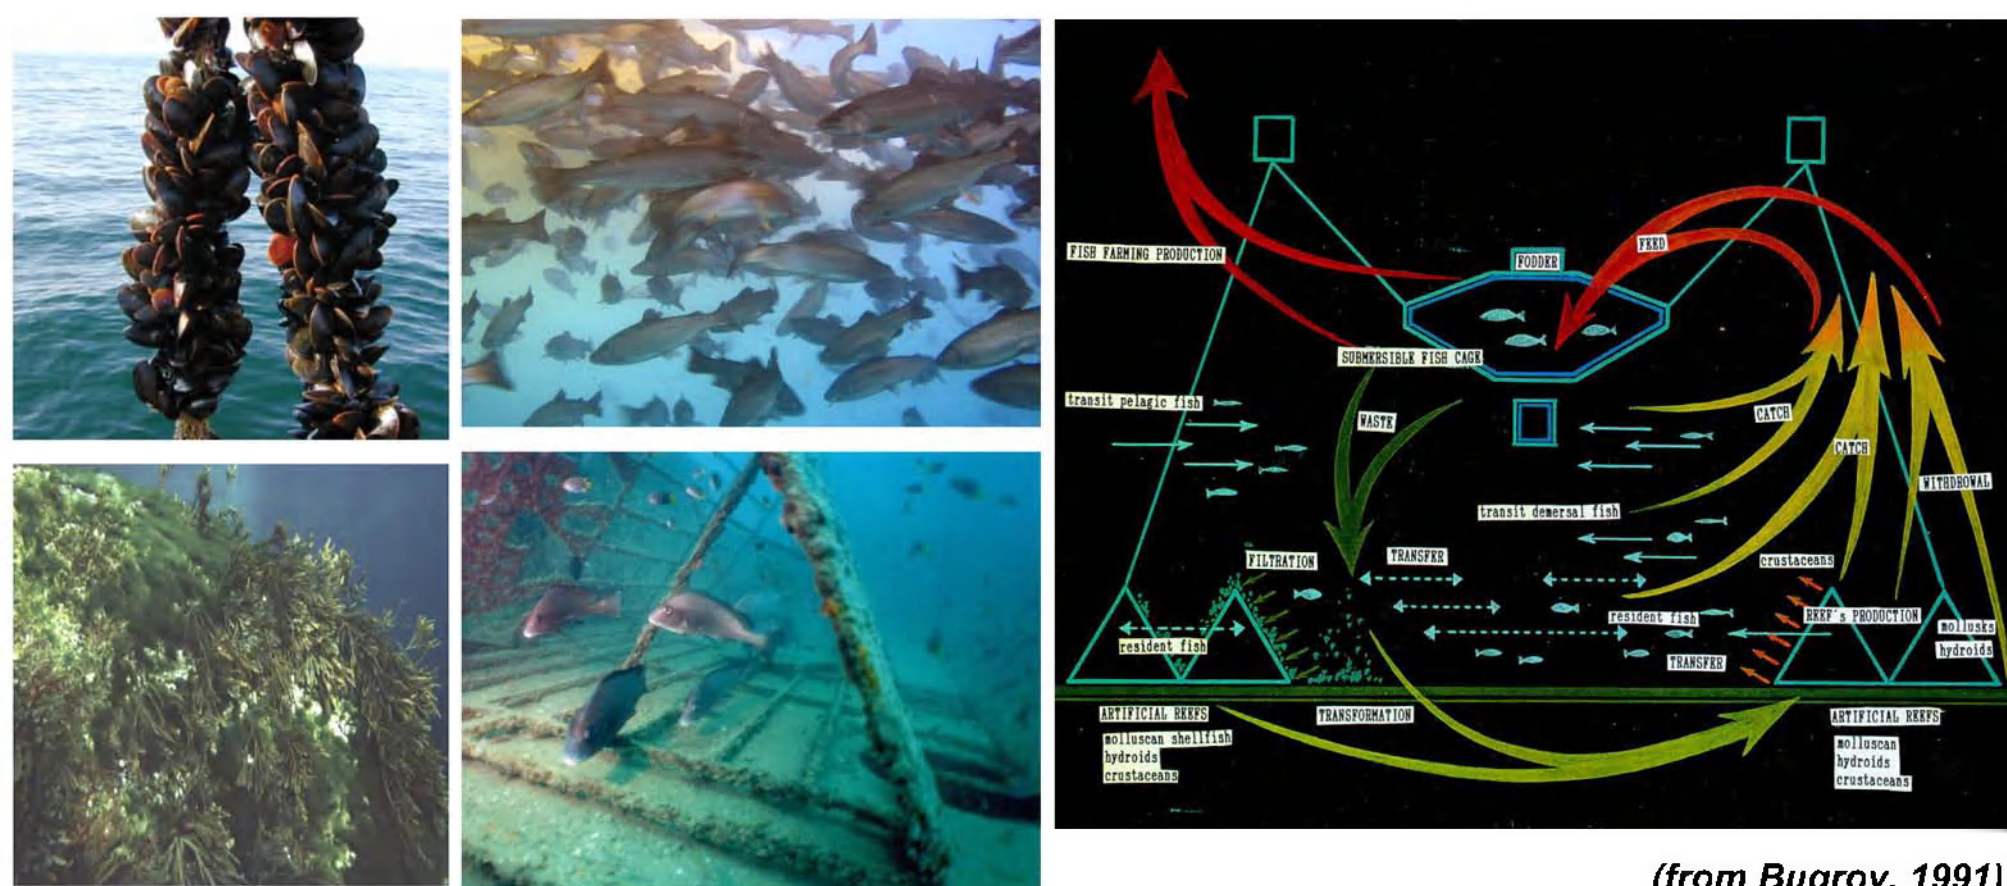 FISH FARMING PRODUCTION
FEED
FODDER
SUBMERSIBLE FISH CAGE
transit pelagic fish
WASTE
CATCH
CATCH
WITHDROWAL
transit demersal fish
FILTRATION
TRANSFER
crustaceans
resident fish
REEF's PRODUCTION
mollusks
hydroids
resident fish
TRANSFER
ARTIFICIAL REEFS
molluscan shellfish
hydroids
crustaceans
TRANSFORMATION
ARTIFICIAL REEFS
molluscan
hydroids
crustaceans
(from Bugrov, 1991)